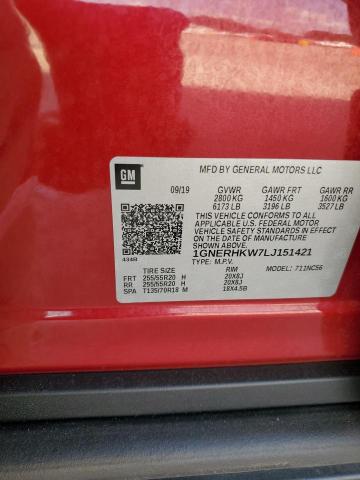 GM
MFD BY GENERAL MOTORS LLC
09/19 GVWR GAWR FRT GAWR RR
2800 KG 1450 KG 1600 KG
6173 LB 3196 LB 3527 LB
THIS VEHICLE CONFORMS TO ALL
APPLICABLE U.S. FEDERAL MOTOR
VEHICLE SAFETY STANDARDS IN EFFECT
ON THE DATE OF MANUFACTURE SHOWN ABOVE.
1GNERHKW7LJ151421
434B TYPE: M.P.V.
TIRE SIZE RIM MODEL: 711NC56
FRT 255/55R20 H 20X8J
RR 255/55R20 H 20X8J
SPA T135/70R18 M 18X4.5B